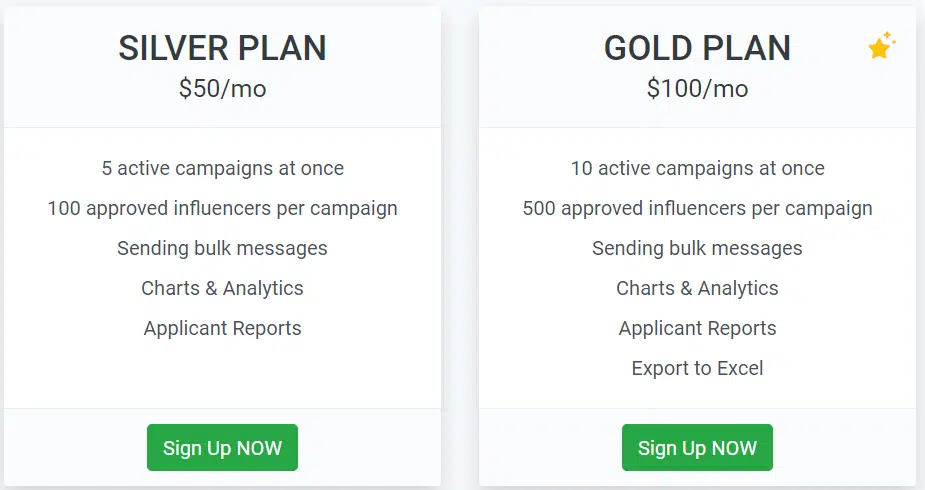 SILVER PLAN
$50/mo
5 active campaigns at once
100 approved influencers per campaign
Sending bulk messages
Charts & Analytics
Applicant Reports
Sign Up NOW
GOLD PLAN
$100/mo
10 active campaigns at once
500 approved influencers per campaign
Sending bulk messages
Charts & Analytics
Applicant Reports
Export to Excel
Sign Up NOW